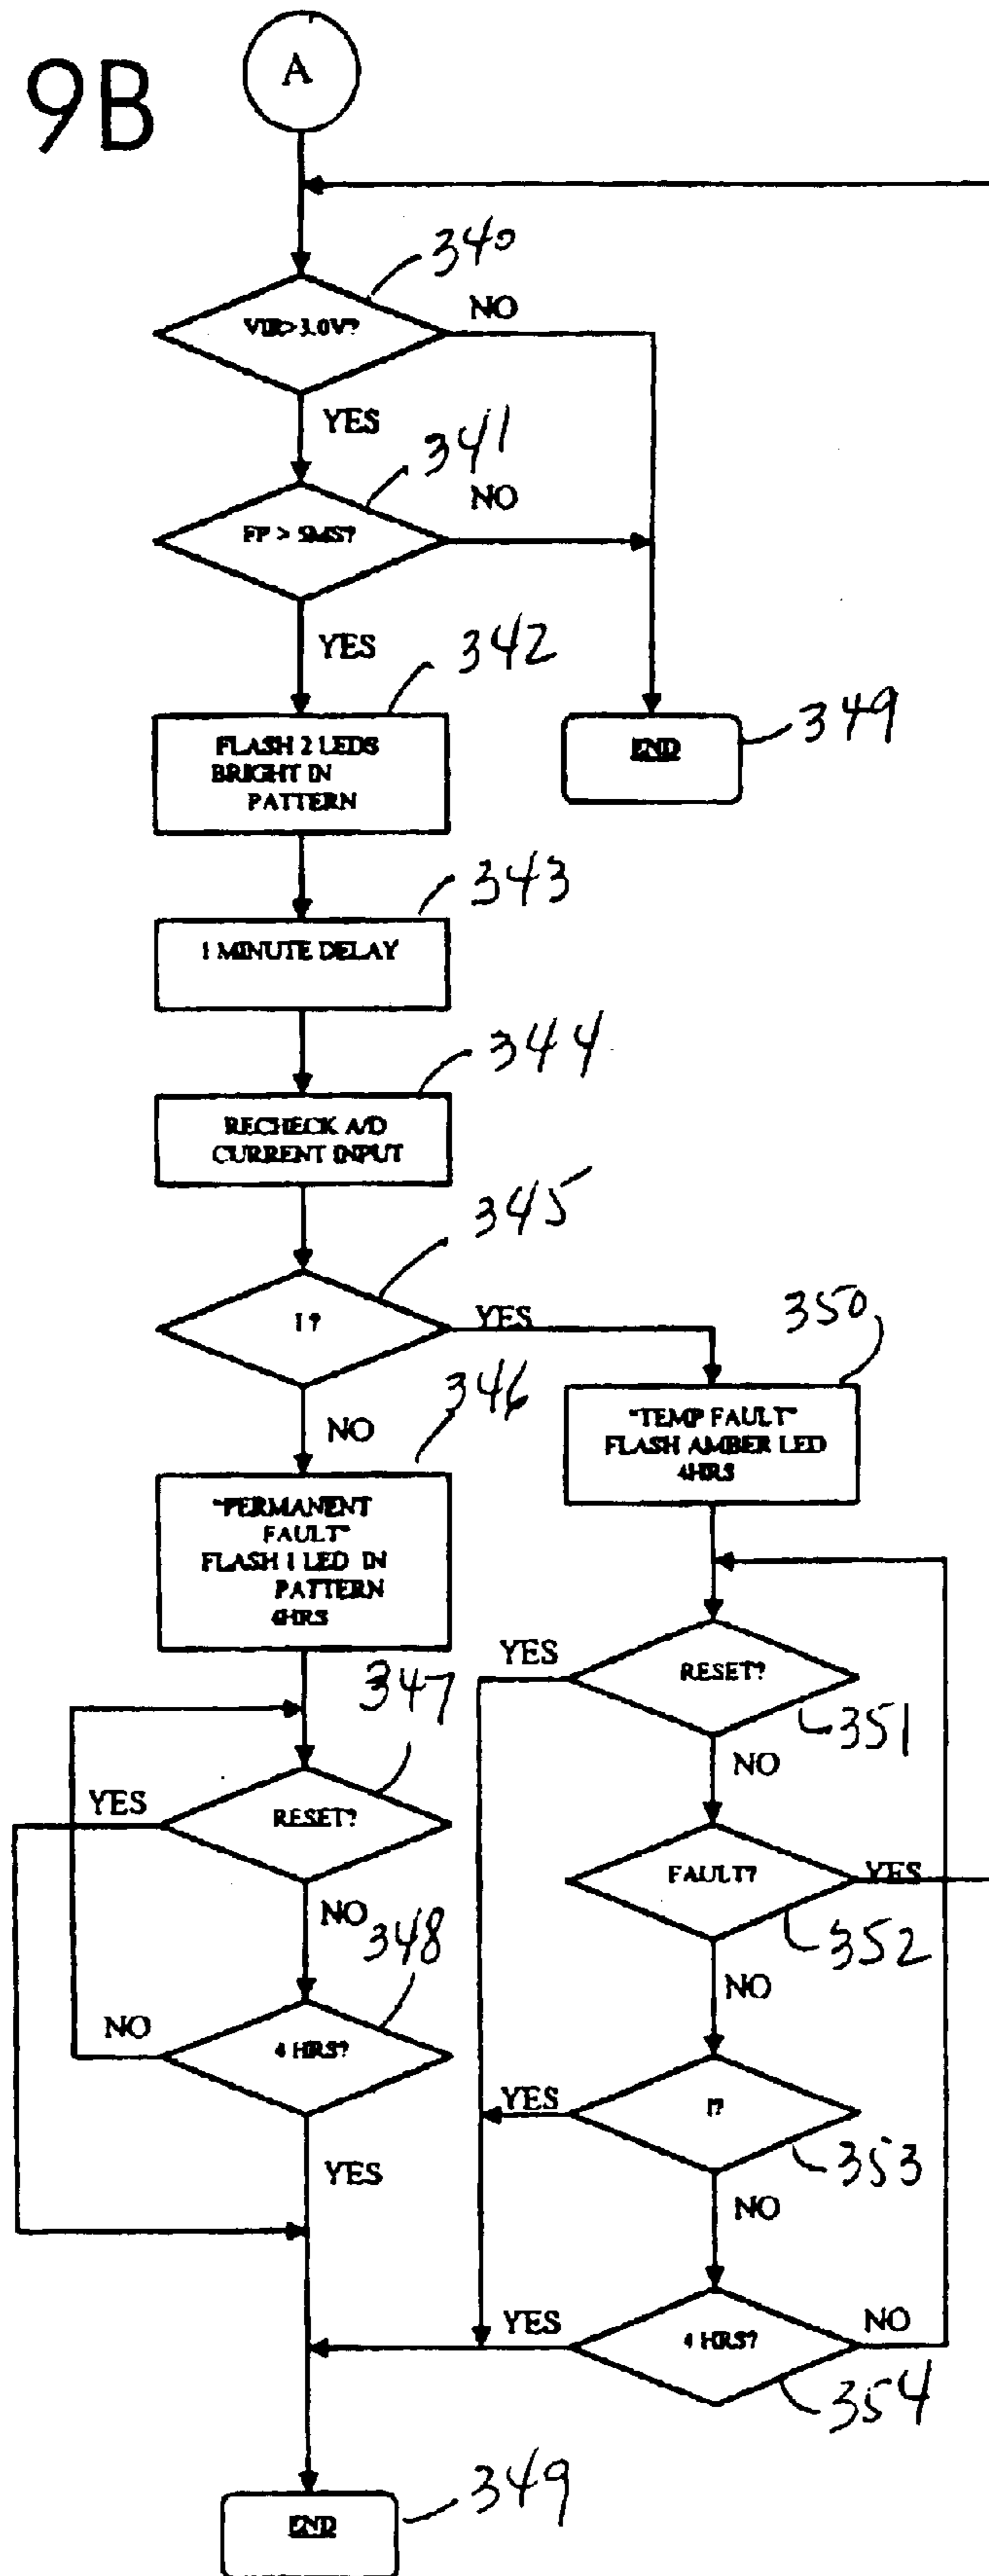 9B
A
340
VIR>3.0V?
NO
YES
341
FP > 5MS?
NO
YES
342
FLASH 2 LEDS
BRIGHT IN
PATTERN
END
349
343
1 MINUTE DELAY
344
RECHECK A/D
CURRENT INPUT
345
I?
YES
NO
346
"PERMANENT
FAULT"
FLASH 1 LED IN
PATTERN
4HRS
350
"TEMP FAULT"
FLASH AMBER LED
4HRS
347
YES
RESET?
NO
348
NO
4 HRS?
YES
YES
RESET?
351
NO
FAULT?
YES
352
NO
YES
I?
353
NO
YES
4 HRS?
NO
354
END
349